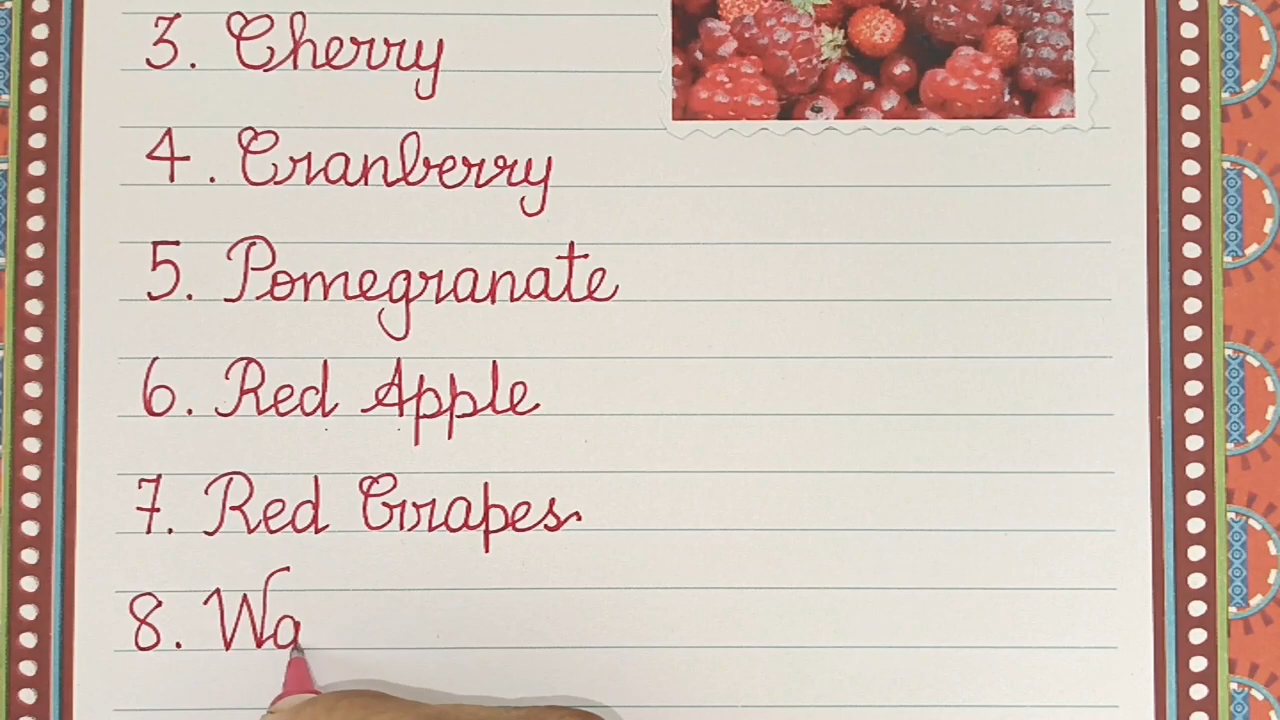 3. Cherry
4. Cranberry
5. Pomegranate
6. Red Apple
7. Red Grapes
8. Wa